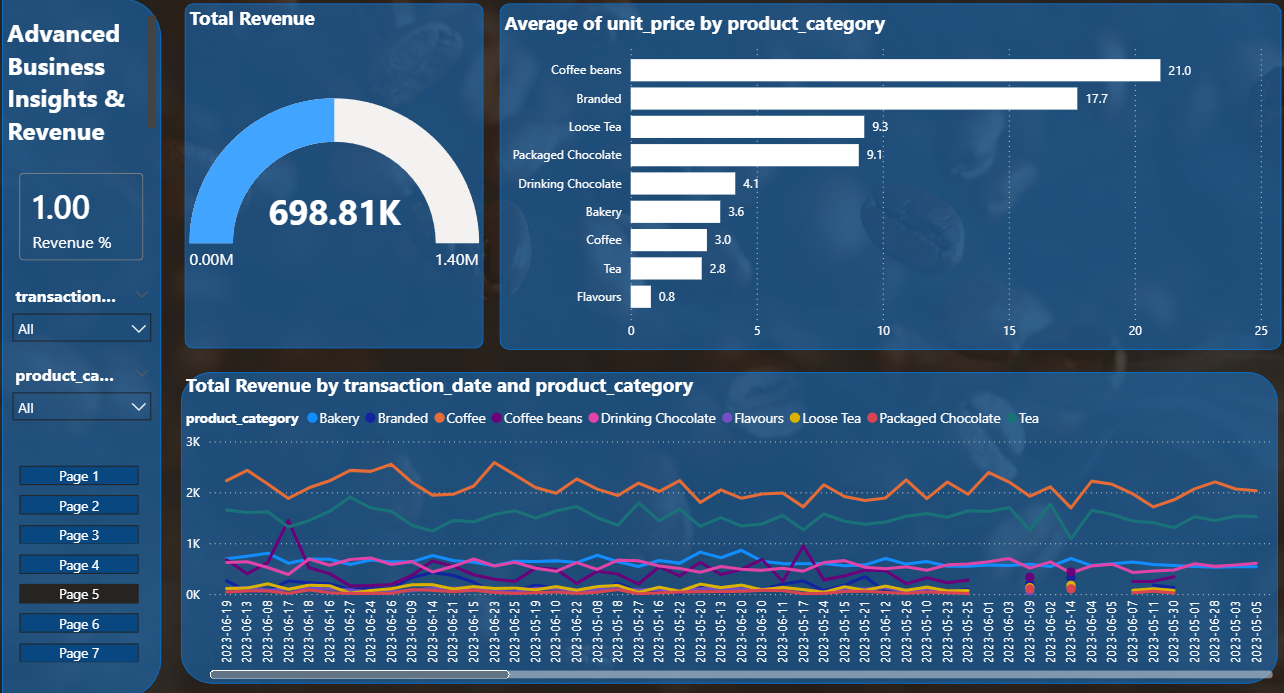 Advanced
Business
Insights &
Revenue
1.00
Revenue %
transaction...
All
product_ca...
All
Page 1
Page 2
Page 3
Page 4
Page 5
Page 6
Page 7
Total Revenue
698.81K
0.00M 1.40M
Average of unit_price by product_category
Coffee beans 21.0
Branded 17.7
Loose Tea 9.3
Packaged Chocolate 9.1
Drinking Chocolate 4.1
Bakery 3.6
Coffee 3.0
Tea 2.8
Flavours 0.8
0 5 10 15 20 25
Total Revenue by transaction_date and product_category
product_category Bakery Branded Coffee Coffee beans Drinking Chocolate Flavours Loose Tea Packaged Chocolate Tea
3K
2K
1K
0K
2023-06-19
2023-06-13
2023-06-08
2023-06-17
2023-06-18
2023-06-16
2023-06-27
2023-06-24
2023-06-26
2023-06-09
2023-06-14
2023-06-21
2023-06-15
2023-06-23
2023-06-25
2023-05-19
2023-06-10
2023-06-22
2023-05-08
2023-05-18
2023-06-29
2023-05-16
2023-05-22
2023-06-02
2023-05-13
2023-06-20
2023-06-30
2023-06-11
2023-05-17
2023-05-24
2023-05-15
2023-05-21
2023-06-12
2023-05-26
2023-05-10
2023-05-23
2023-05-25
2023-06-01
2023-06-03
2023-05-09
2023-06-06
2023-05-14
2023-06-04
2023-06-05
2023-06-07
2023-05-11
2023-05-30
2023-05-31
2023-06-28
2023-05-03
2023-05-05